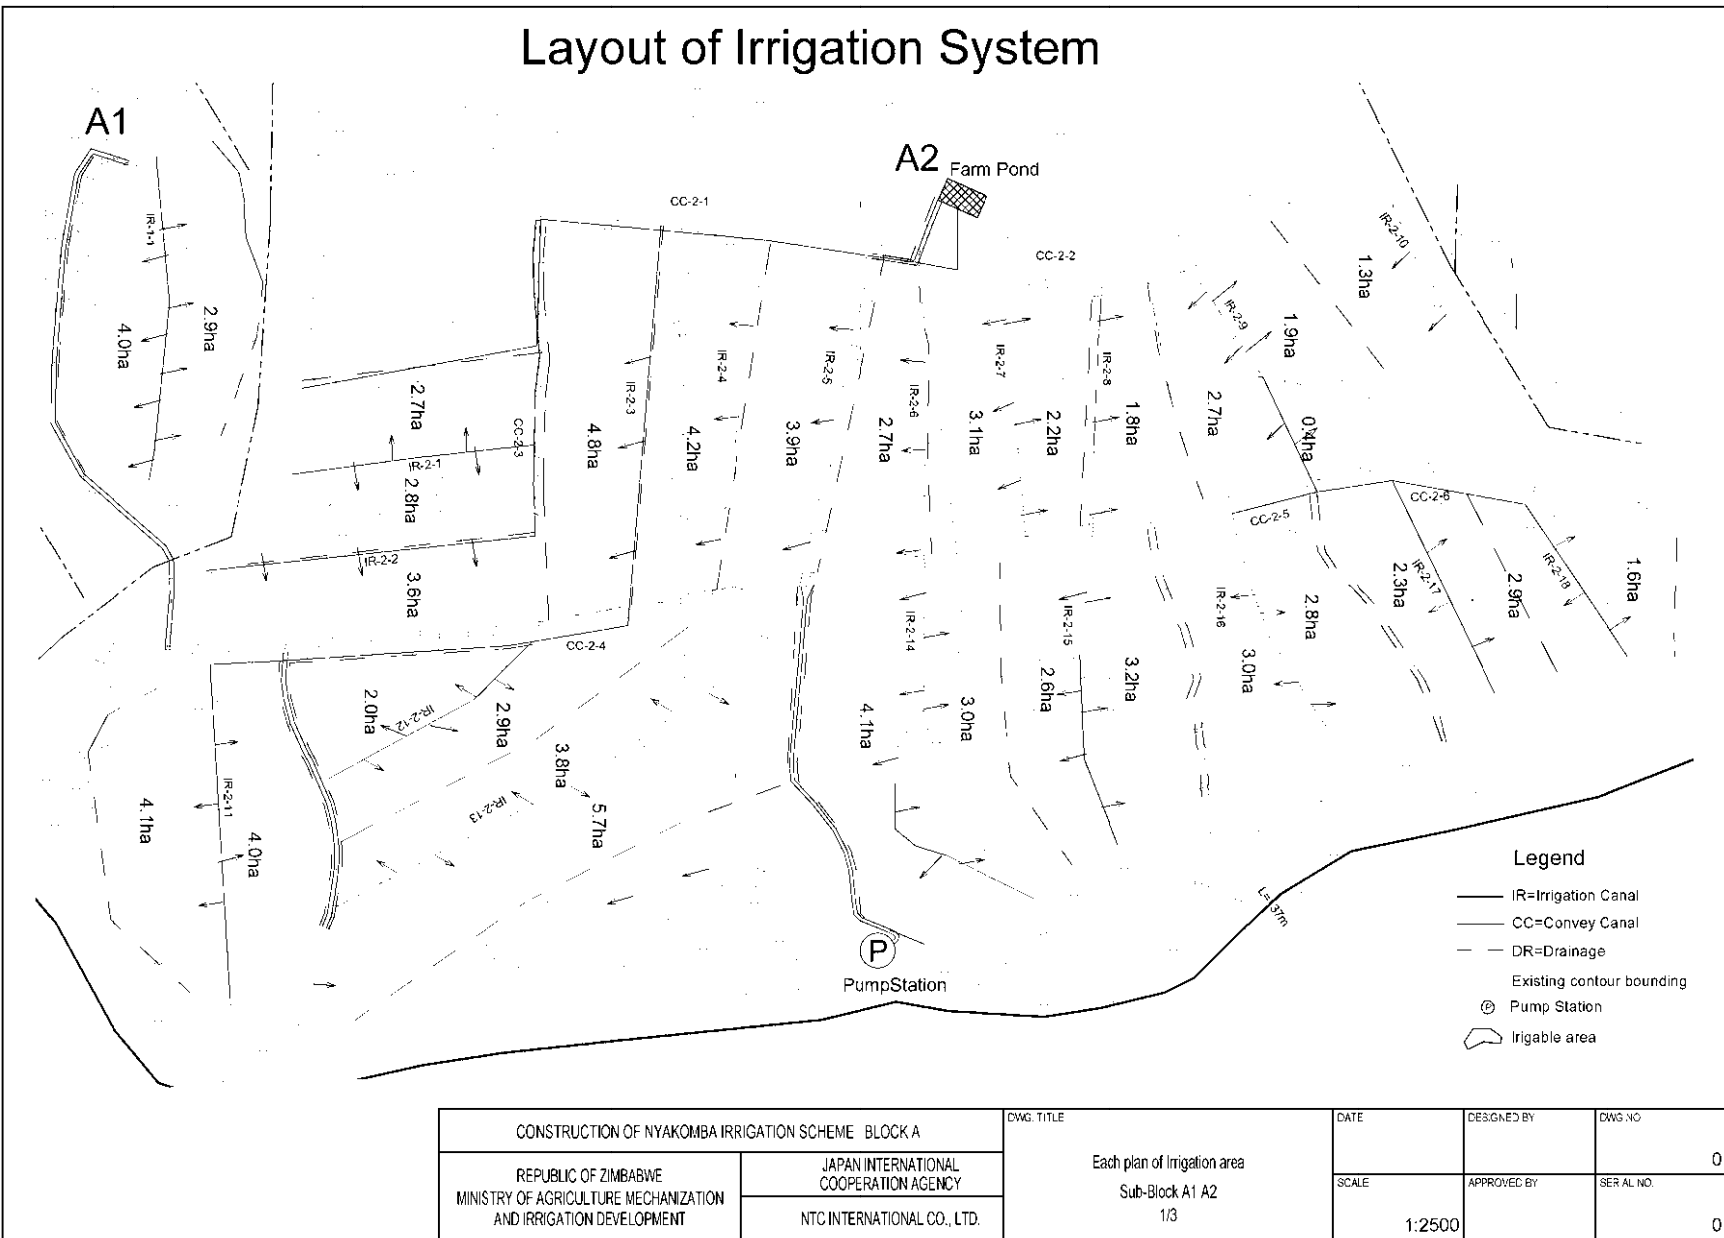 Layout of Irrigation System
A1
A2
Farm Pond
CC-2-1
CC-2-2
IR-1-1
4.0ha
2.9ha
IR-2-10
1.3ha
IR-2-9
1.9ha
2.7ha
CC-2-3
IR-2-1
2.8ha
IR-2-2
3.6ha
4.8ha
IR-2-3
4.2ha
IR-2-4
3.9ha
IR-2-5
2.7ha
IR-2-6
3.1ha
IR-2-7
2.2ha
IR-2-8
1.8ha
2.7ha
0.4ha
CC-2-5
CC-2-6
2.3ha
IR-2-17
2.9ha
IR-2-18
1.6ha
CC-2-4
2.0ha
IR-2-12
2.9ha
3.8ha
IR-2-13
5.7ha
4.1ha
IR-2-11
4.0ha
4.1ha
IR-2-14
3.0ha
2.6ha
IR-2-15
3.2ha
IR-2-16
3.0ha
2.8ha
P
PumpStation
Legend
IR=Irrigation Canal
CC=Convey Canal
DR=Drainage
Existing contour bounding
P Pump Station
Irigable area
CONSTRUCTION OF NYAKOMBA IRRIGATION SCHEME BLOCK A
REPUBLIC OF ZIMBABWE
MINISTRY OF AGRICULTURE MECHANIZATION
AND IRRIGATION DEVELOPMENT
JAPAN INTERNATIONAL
COOPERATION AGENCY
NTC INTERNATIONAL CO., LTD.
DWG. TITLE
Each plan of Irrigation area
Sub-Block A1 A2
1/3
DATE
DESIGNED BY
DWG NO
0
SCALE
1:2500
APPROVED BY
SERIAL NO.
0